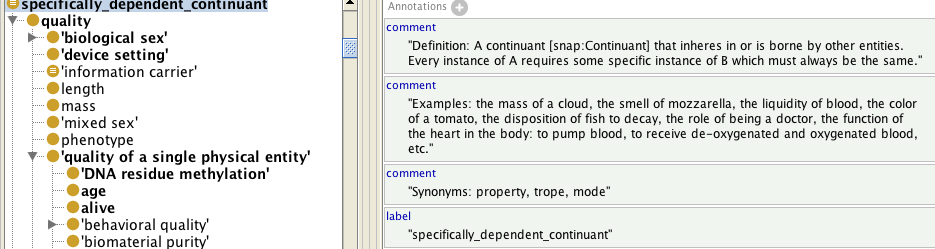 specifically_dependent_continuant
quality
'biological sex'
'device setting'
'information carrier'
length
mass
'mixed sex'
phenotype
'quality of a single physical entity'
'DNA residue methylation'
age
alive
'behavioral quality'
'biomaterial purity'
Annotations
comment
"Definition: A continuant [snap:Continuant] that inheres in or is borne by other entities.
Every instance of A requires some specific instance of B which must always be the same."
comment
"Examples: the mass of a cloud, the smell of mozzarella, the liquidity of blood, the color
of a tomato, the disposition of fish to decay, the role of being a doctor, the function of
the heart in the body: to pump blood, to receive de-oxygenated and oxygenated blood,
etc."
comment
"Synonyms: property, trope, mode"
label
"specifically_dependent_continuant"